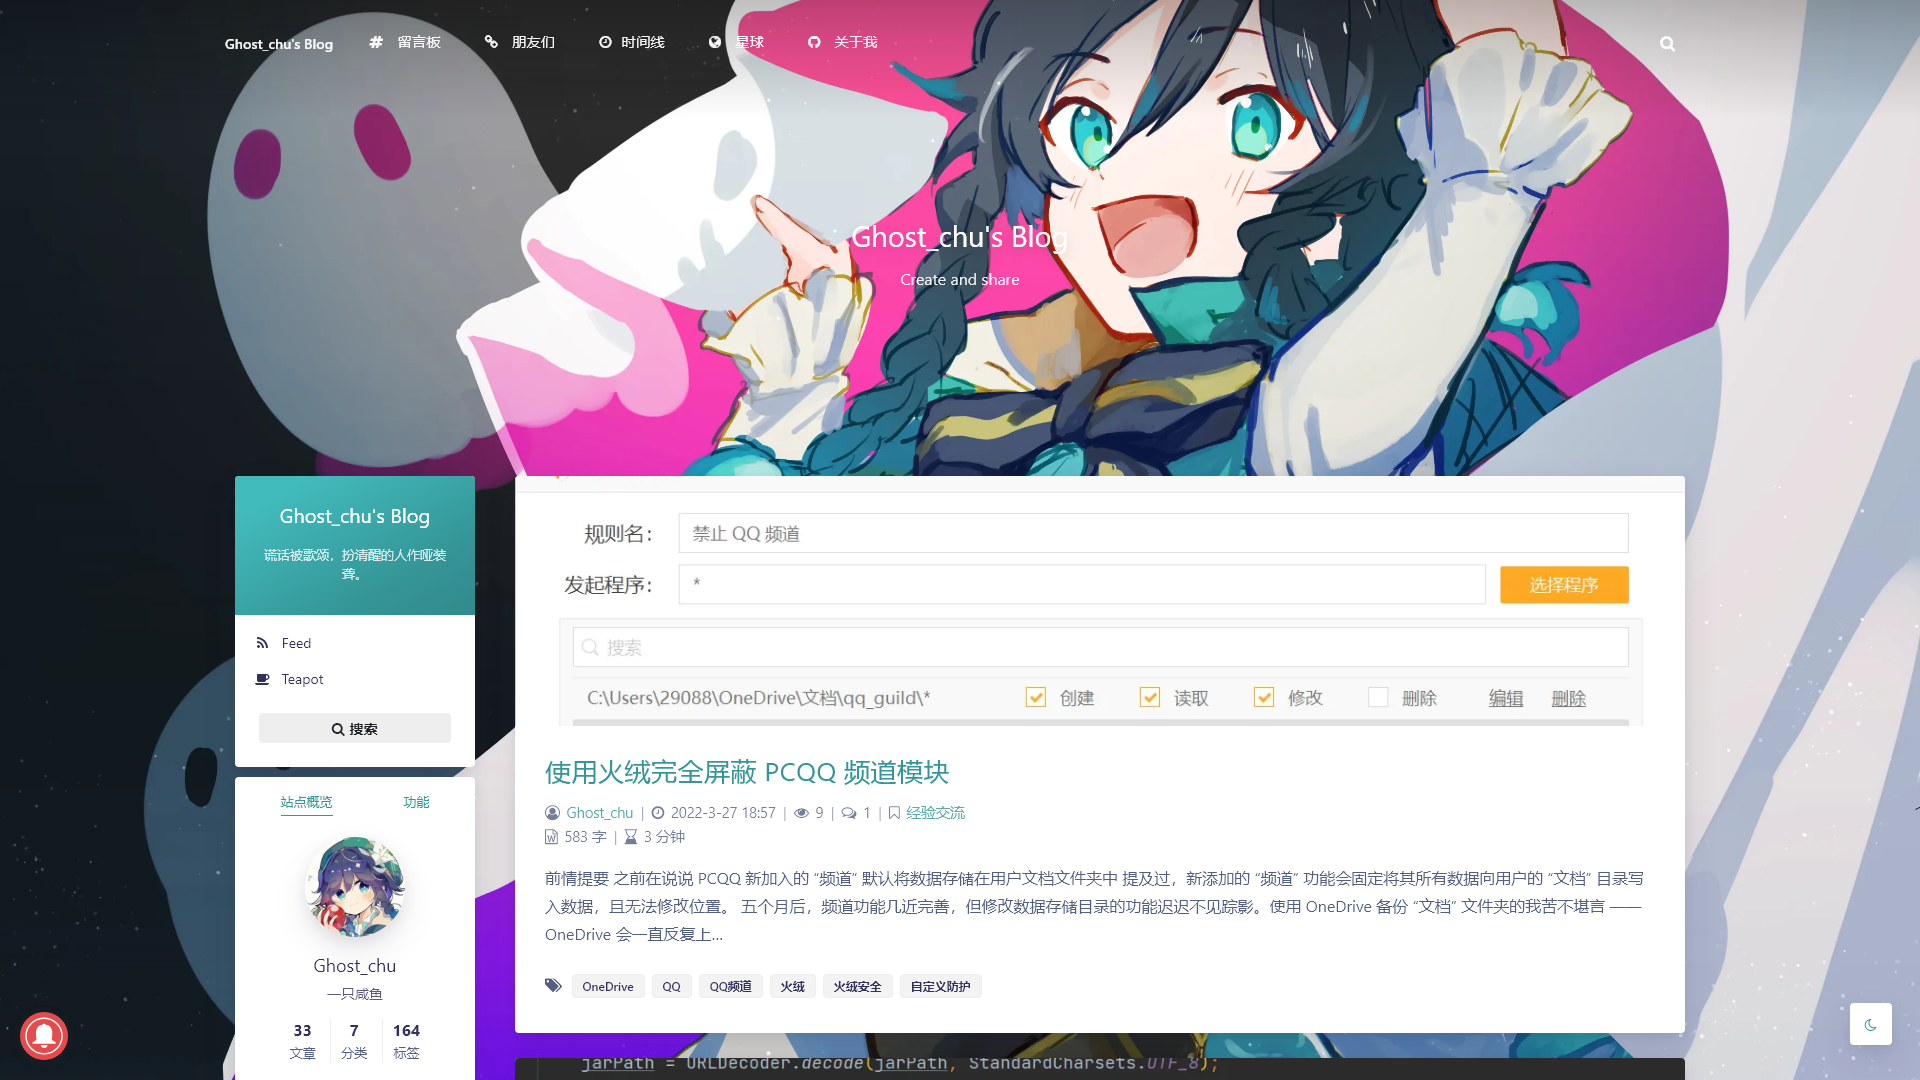 Ghost_chu's Blog 留言板 朋友们 时间线 星球 关于我
Ghost_chu's Blog
Create and share
Ghost_chu's Blog
谎话被歌颂，扮清醒的人作哑装
聋。
Feed
Teapot
搜索
站点概览 功能
Ghost_chu
一只咸鱼
33 7 164
文章 分类 标签
规则名： 禁止 QQ 频道
发起程序： * 选择程序
搜索
C:\Users\29088\OneDrive\文档\qq_guild\* 创建 读取 修改 删除 编辑 删除
使用火绒完全屏蔽 PCQQ 频道模块
Ghost_chu | 2022-3-27 18:57 | 9 | 1 | 经验交流
583 字 | 3 分钟
前情提要 之前在说说 PCQQ 新加入的 “频道” 默认将数据存储在用户文档文件夹中 提及过，新添加的 “频道” 功能会固定将其所有数据向用户的 “文档” 目录写
入数据，且无法修改位置。 五个月后，频道功能几近完善，但修改数据存储目录的功能迟迟不见踪影。使用 OneDrive 备份 “文档” 文件夹的我苦不堪言 ——
OneDrive 会一直反复上...
OneDrive QQ QQ频道 火绒 火绒安全 自定义防护
jarPath = URLDecoder.decode(jarPath, StandardCharsets.UTF_8);